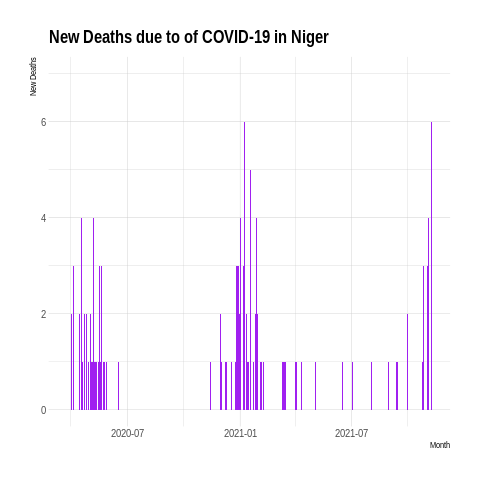 New Deaths due to of COVID-19 in Niger
New Deaths
6
4
2
0
2020-07
2021-01
2021-07
Month